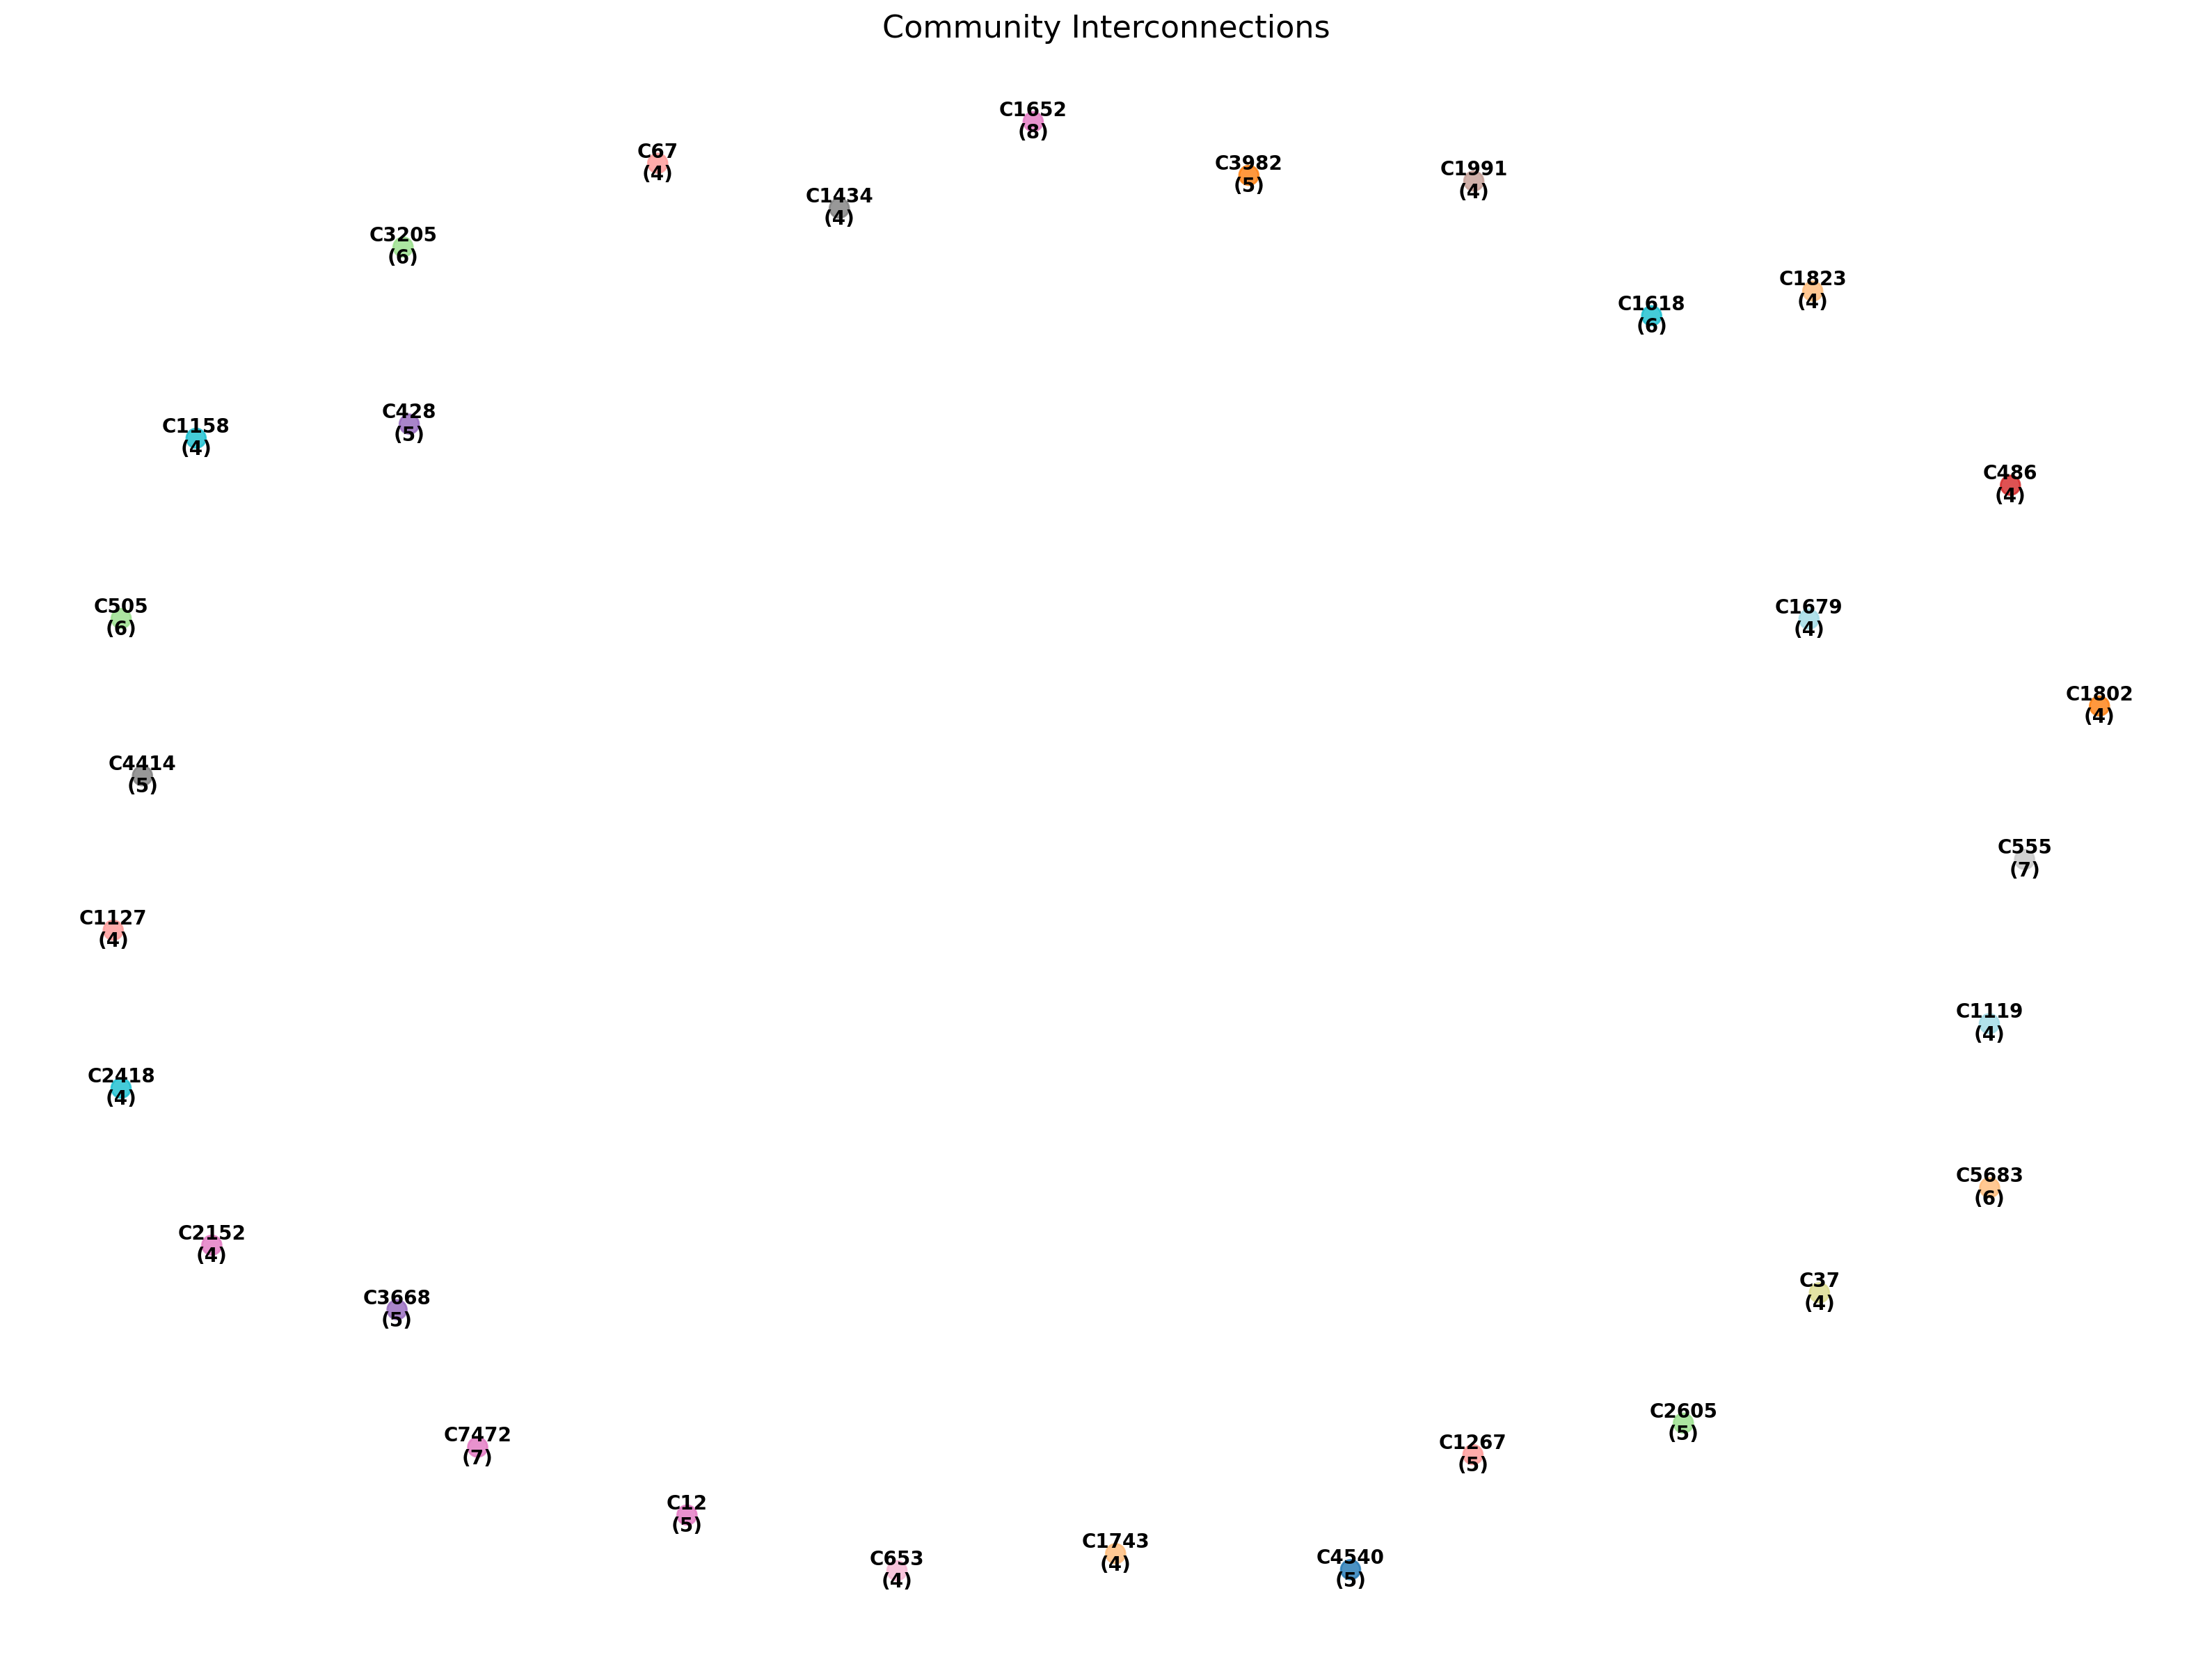 Community Interconnections
C1652
(8)
C67
(4)
C3982
(5)
C1991
(4)
C1434
(4)
C3205
(6)
C1823
(4)
C1618
(6)
C428
(5)
C1158
(4)
C486
(4)
C505
(6)
C1679
(4)
C1802
(4)
C4414
(5)
C555
(7)
C1127
(4)
C1119
(4)
C2418
(4)
C5683
(6)
C2152
(4)
C37
(4)
C3668
(5)
C2605
(5)
C7472
(7)
C1267
(5)
C12
(5)
C1743
(4)
C4540
(5)
C653
(4)